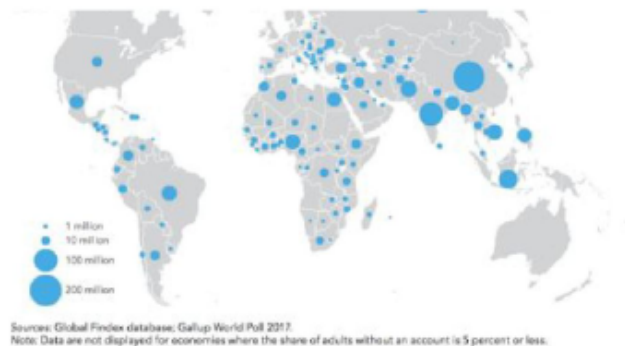 1 million
10 million
100 million
200 million
Sources: Global Findex database; Gallup World Poll 2017.
Note: Data are not displayed for economies where the share of adults without an account is 5 percent or less.